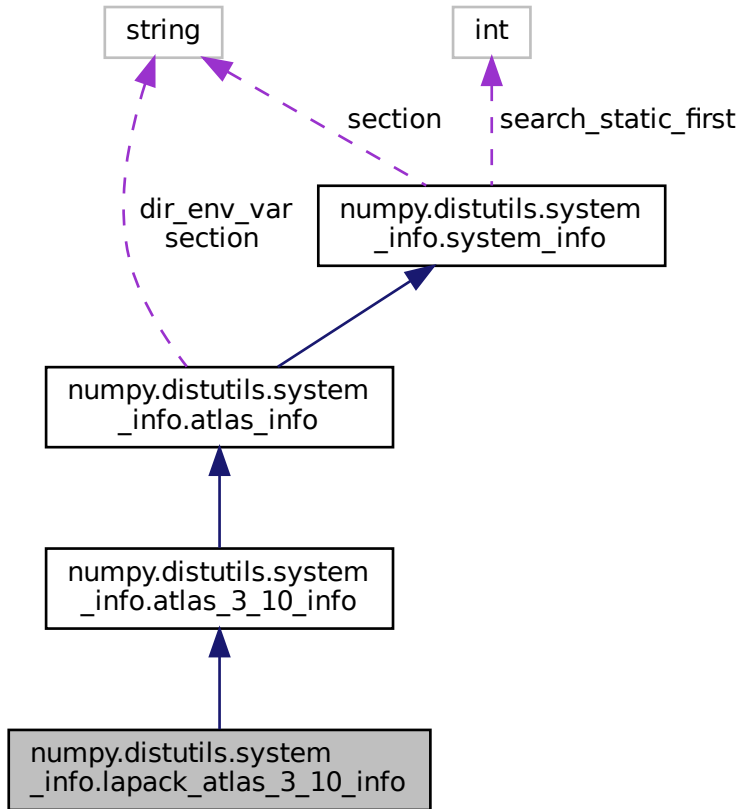 string
int
section
search_static_first
dir_env_var
section
numpy.distutils.system
_info.system_info
numpy.distutils.system
_info.atlas_info
numpy.distutils.system
_info.atlas_3_10_info
numpy.distutils.system
_info.lapack_atlas_3_10_info